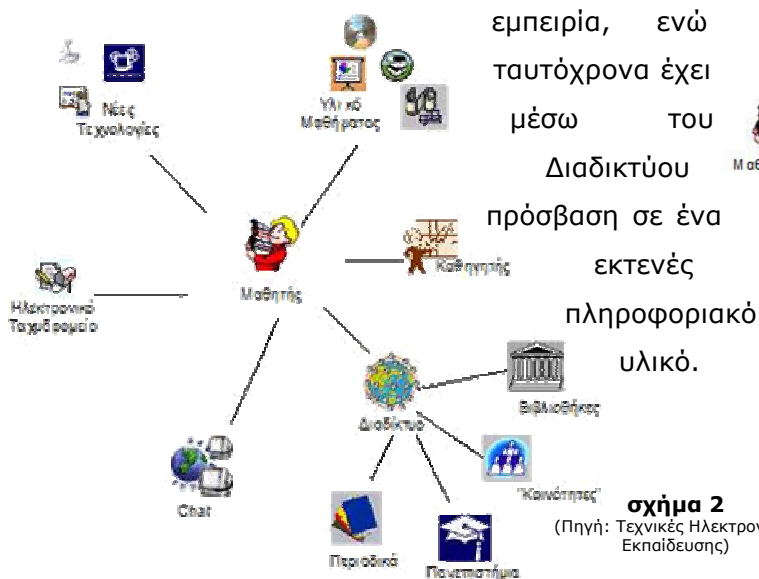 εμπειρία, ενώ
ταυτόχρονα έχει
μέσω του
Διαδικτύου
πρόσβαση σε ένα
εκτενές
πληροφοριακό
υλικό.
Νέες
Τεχνολογίες
Υλικό
Μαθήματος
Καθηγητής
Μαθητής
Ηλεκτρονικό
Ταχυδρομείο
Διαδίκτυο
Βιβλιοθήκες
"Κοινότητες"
Chat
Περιοδικά
Πανεπιστήμια
σχήμα 2
(Πηγή: Τεχνικές
Εκπαίδευσης)